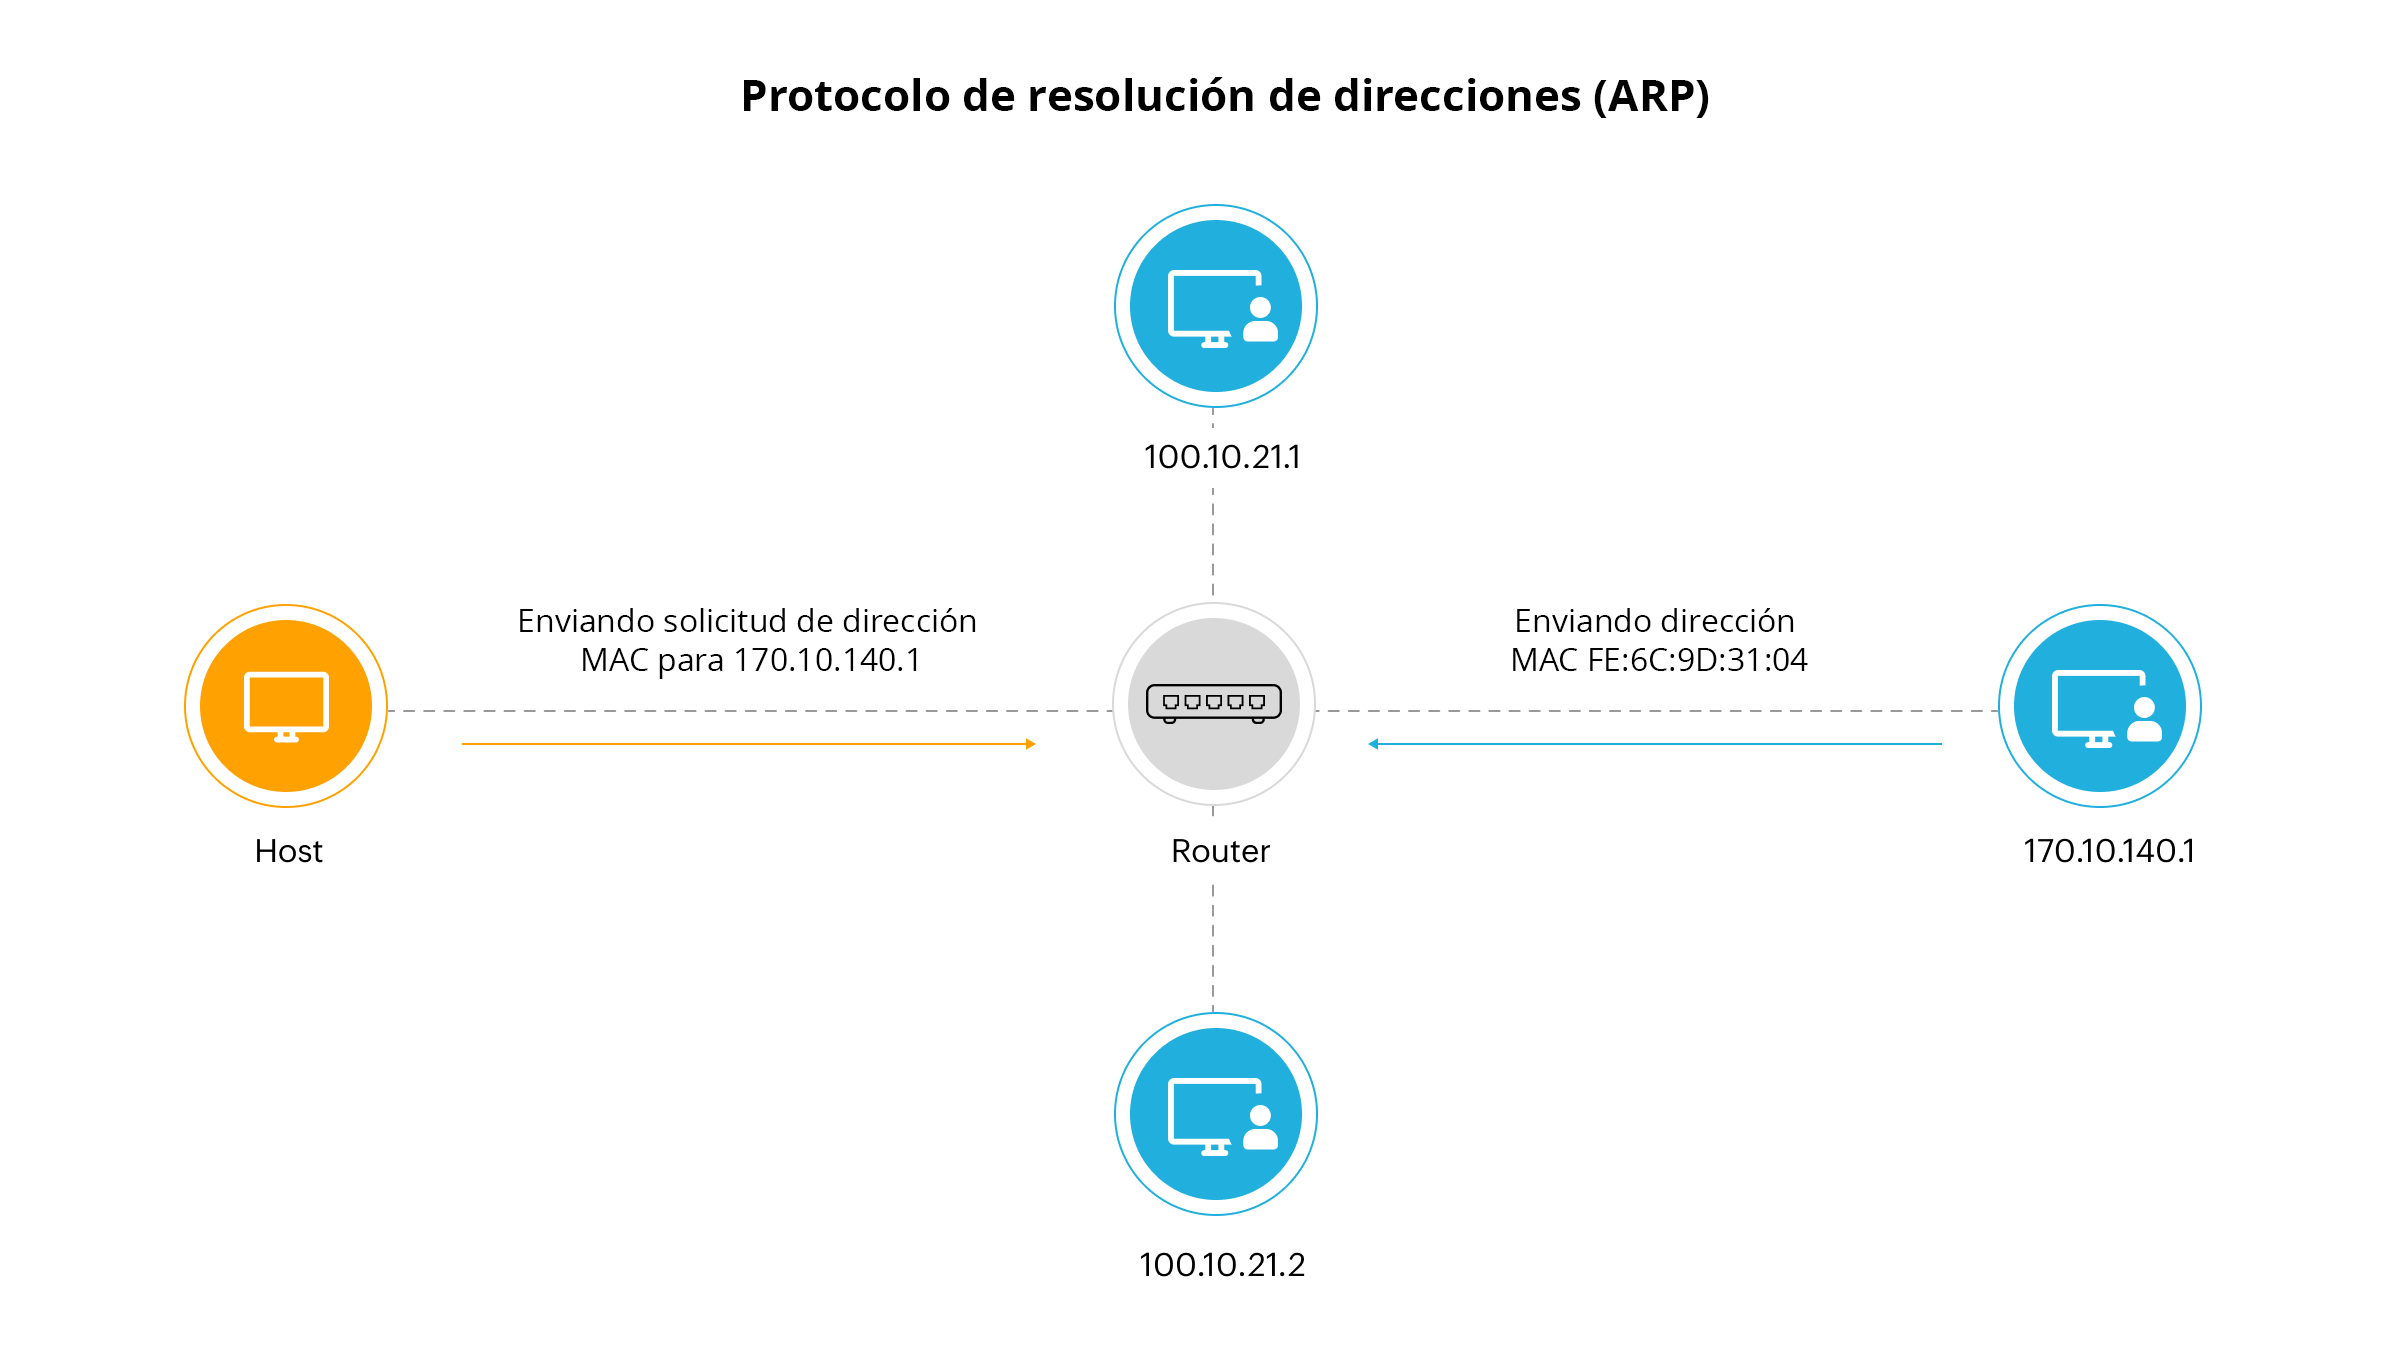 Protocolo de resolución de direcciones (ARP)
100.10.21.1
Enviando solicitud de dirección
MAC para 170.10.140.1
Enviando dirección
MAC FE:6C:9D:31:04
Host
Router
170.10.140.1
100.10.21.2